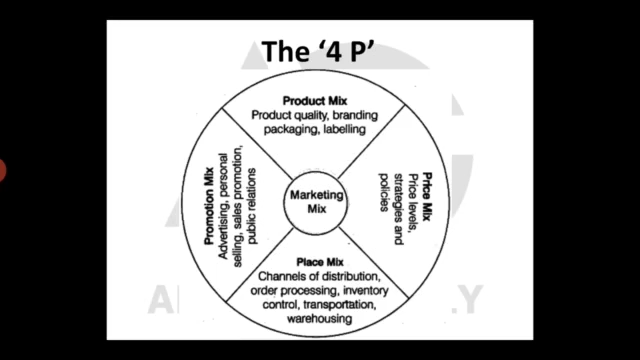 The ‘4 P’
Product Mix
Product quality, branding
packaging, labelling
Promotion Mix
Advertising, personal
selling, sales promotion,
public relations
Marketing
Mix
Price Mix
Price levels,
strategies and
policies
Place Mix
Channels of distribution,
order processing, inventory
control, transportation,
warehousing